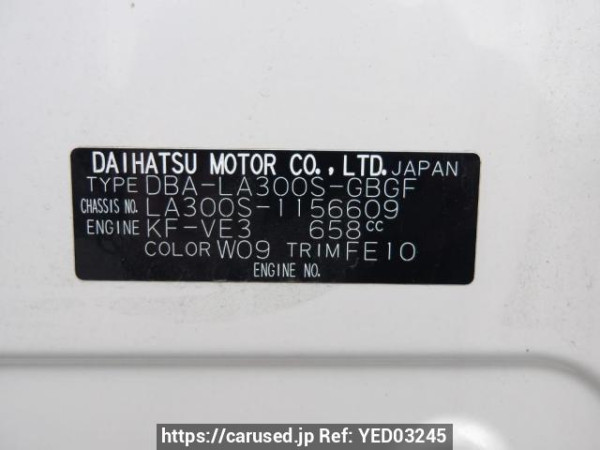 DAIHATSU MOTOR CO., LTD. JAPAN
TYPE DBA-LA300S-GBGF
CHASSIS NO. LA300S-1156609
ENGINE KF-VE3 658cc
COLOR W09 TRIM FE10
ENGINE NO.
https://carused.jp Ref: YED03245